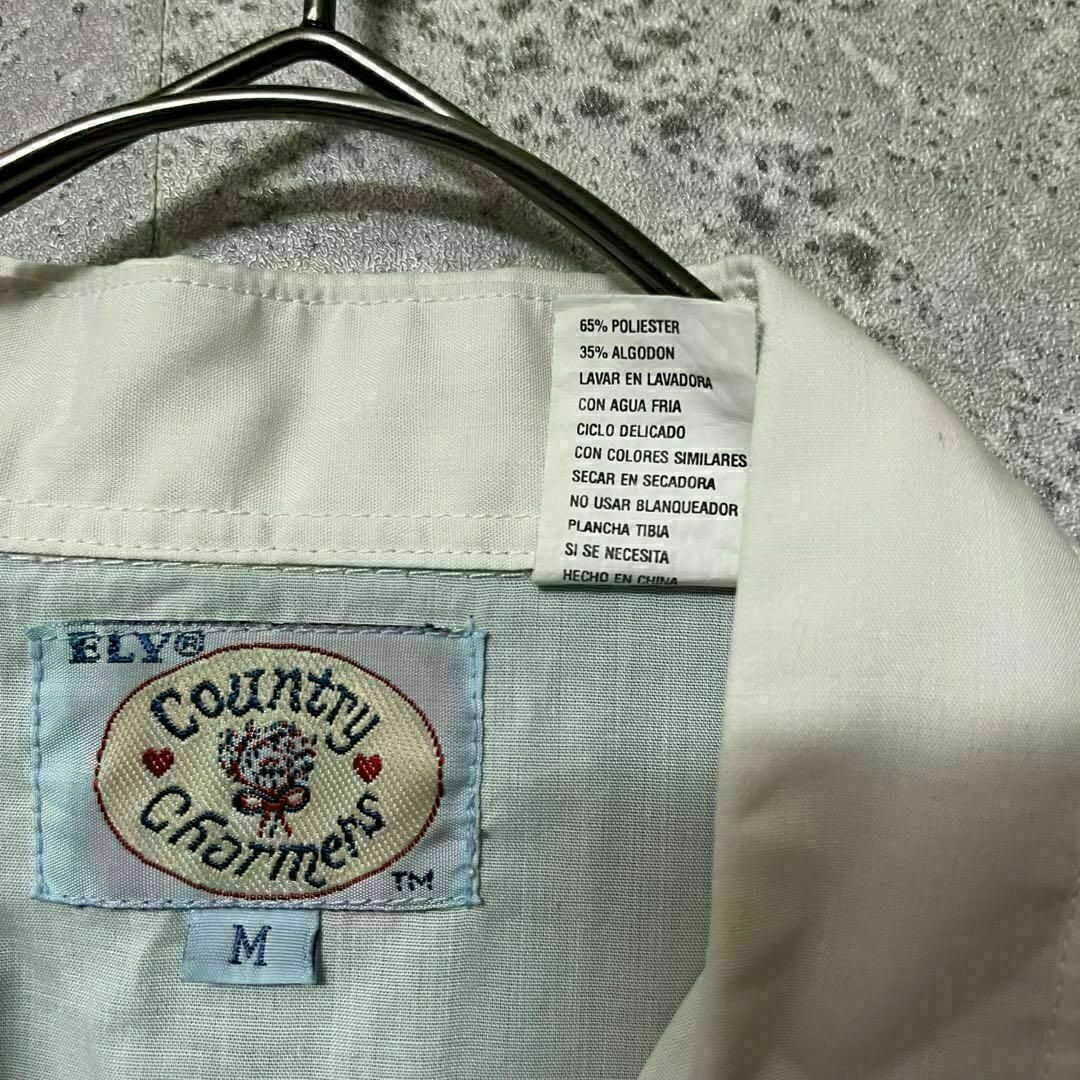 65% POLIESTER
35% ALGODON
LAVAR EN LAVADORA
CON AGUA FRIA
CICLO DELICADO
CON COLORES SIMILARES
SECAR EN SECADORA
NO USAR BLANQUEADOR
PLANCHA TIBIA
SI SE NECESITA
HECHO EN CHINA
ELY®
Country
Charmers
TM
M